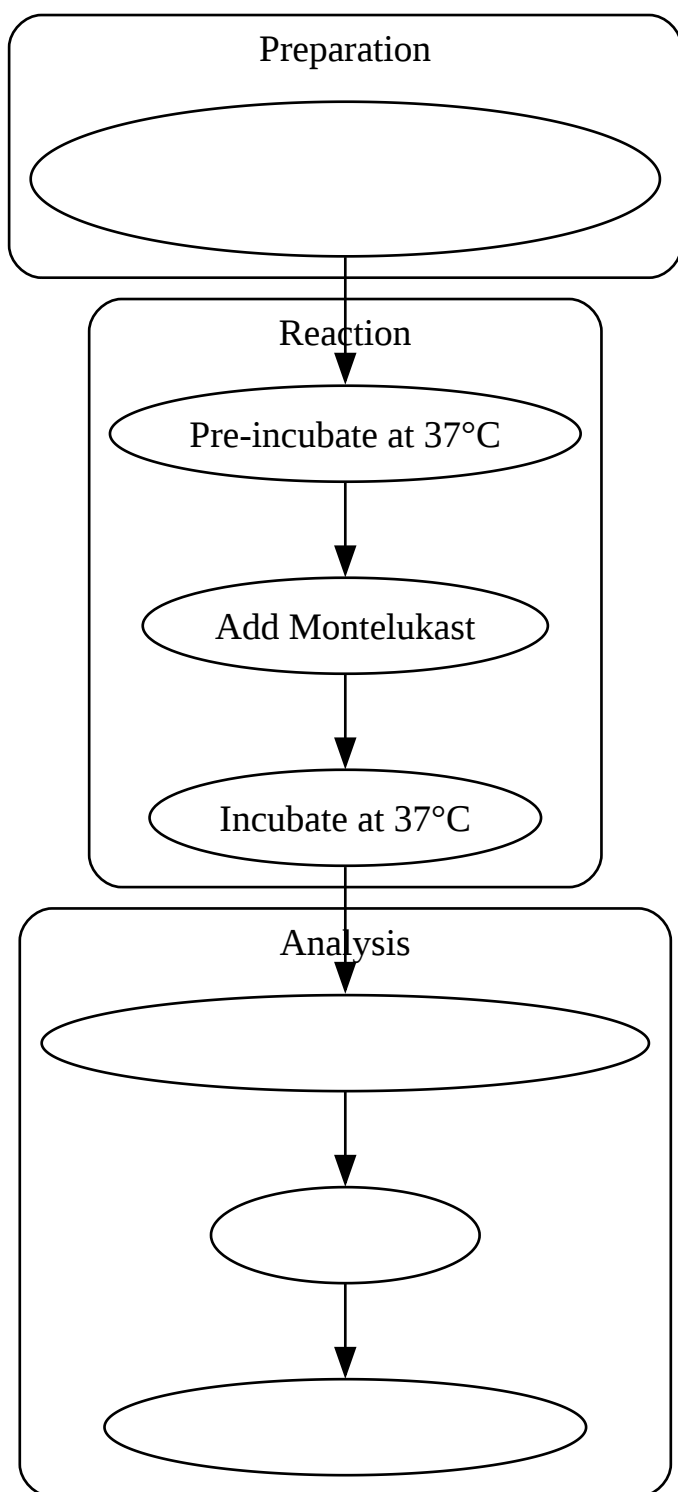 Preparation
Reaction
Pre-incubate at 37°C
Add Montelukast
Incubate at 37°C
Analysis